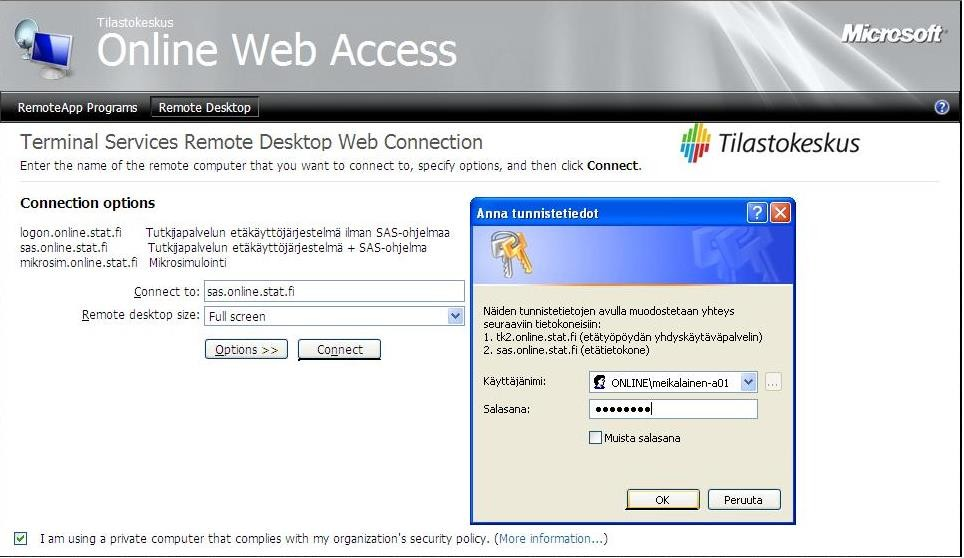 Tilastokeskus
Online Web Access
Microsoft
RemoteApp Programs Remote Desktop ?
Terminal Services Remote Desktop Web Connection
Tilastokeskus
Enter the name of the remote computer that you want to connect to, specify options, and then click Connect.
Connection options
logon.online.stat.fi Tutkijapalvelun etäkäyttöjärjestelmä ilman SAS-ohjelmaa
sas.online.stat.fi Tutkijapalvelun etäkäyttöjärjestelmä + SAS-ohjelma
mikrosim.online.stat.fi Mikrosimulointi
Connect to: sas.online.stat.fi
Remote desktop size: Full screen
Options >> Connect
Anna tunnistetiedot ?
Näiden tunnistetietojen avulla muodostetaan yhteys
seuraaviin tietokoneisiin:
1. tk2.online.stat.fi (etätyöpöydän yhdyskäytäväpalvelin)
2. sas.online.stat.fi (etätietokone)
Käyttäjänimi: ONLINE\meikalainen-a01 ...
Salasana: ●●●●●●●●
Muista salasana
OK Peruuta
I am using a private computer that complies with my organization's security policy. (More information...)